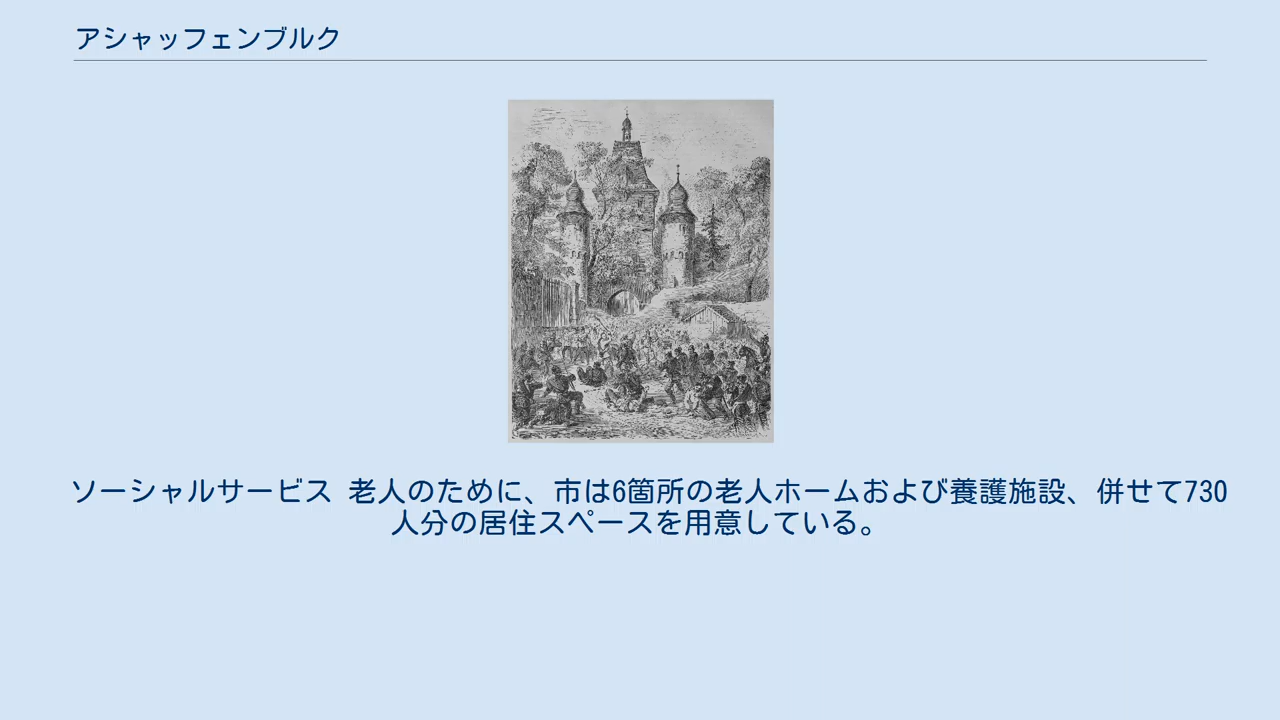 アシャッフェンブルク
ソーシャルサービス 老人のために、市は6箇所の老人ホームおよび養護施設、併せて730
人分の居住スペースを用意している。